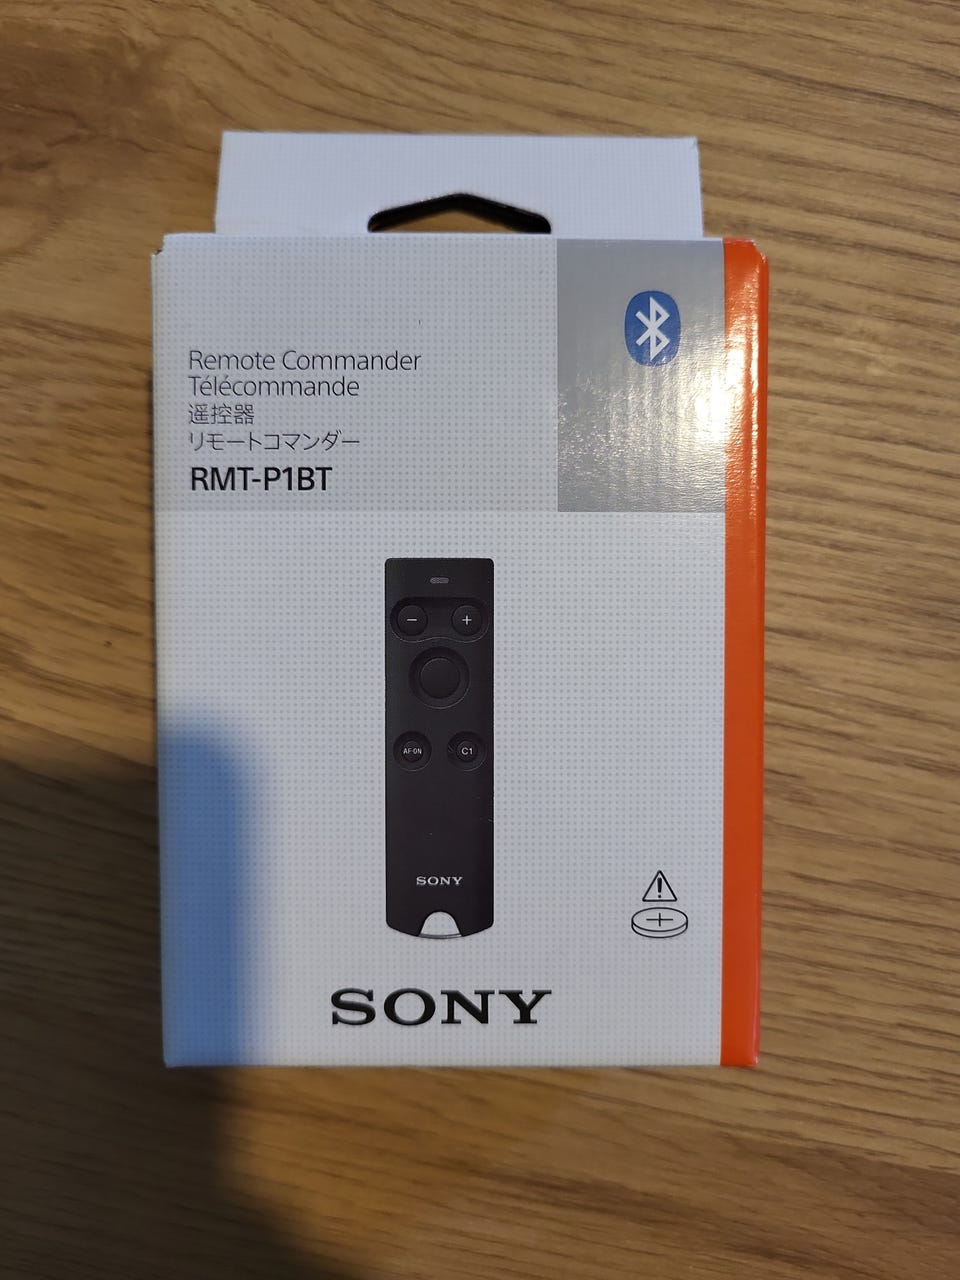 Remote Commander
Télécommande
遥控器
リモートコマンダー
RMT-P1BT
− +
AF-ON C1
SONY
+
SONY